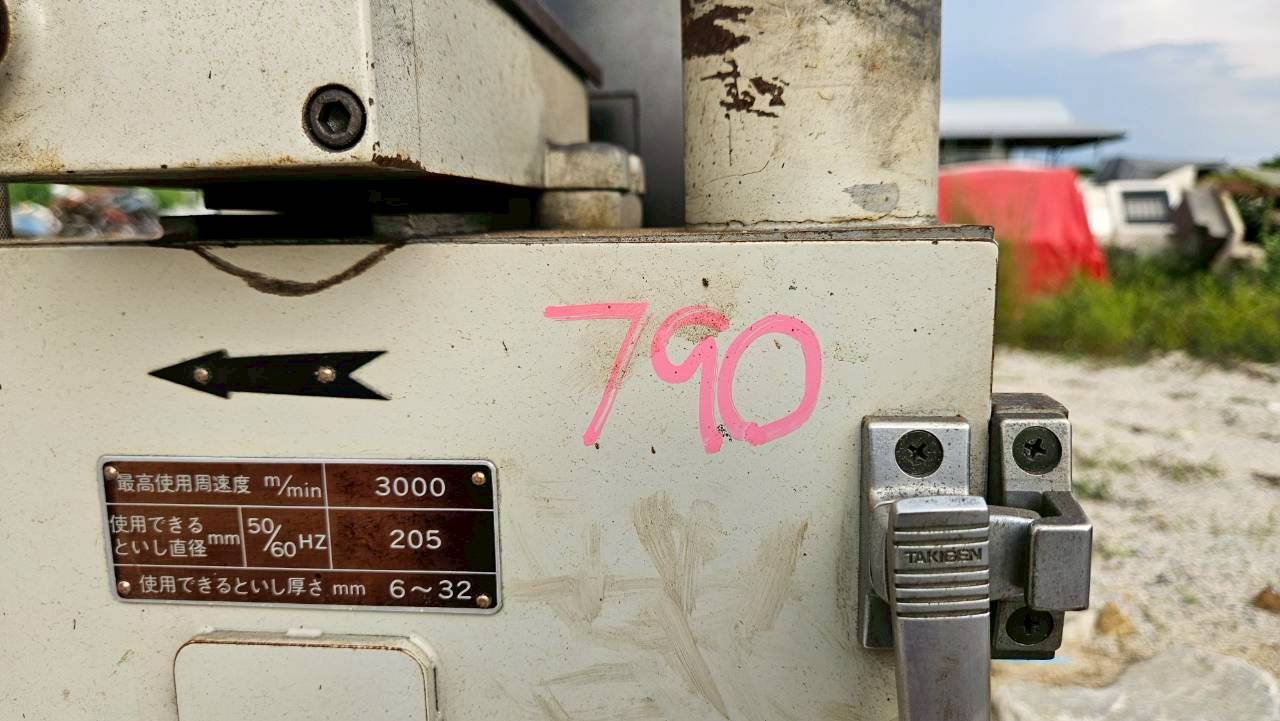 790
最高使用周速度 m/min 3000
使用できる
といし直径 mm 50/60HZ 205
使用できるといし厚さ mm 6～32
TAKIGEN